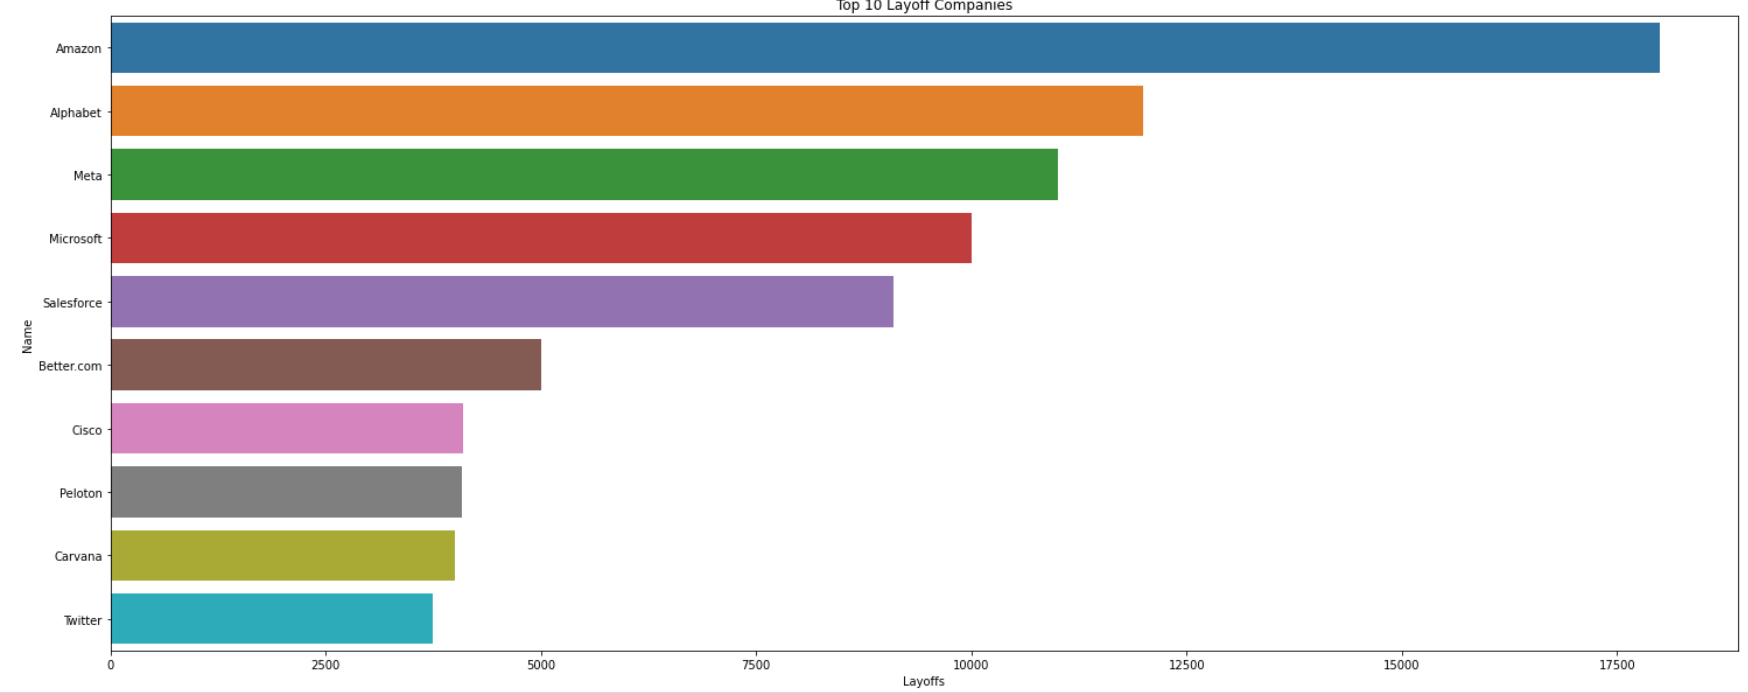 Top 10 Layoff Companies
Amazon
Alphabet
Meta
Microsoft
Salesforce
Better.com
Cisco
Peloton
Carvana
Twitter
Name
0 2500 5000 7500 10000 12500 15000 17500
Layoffs